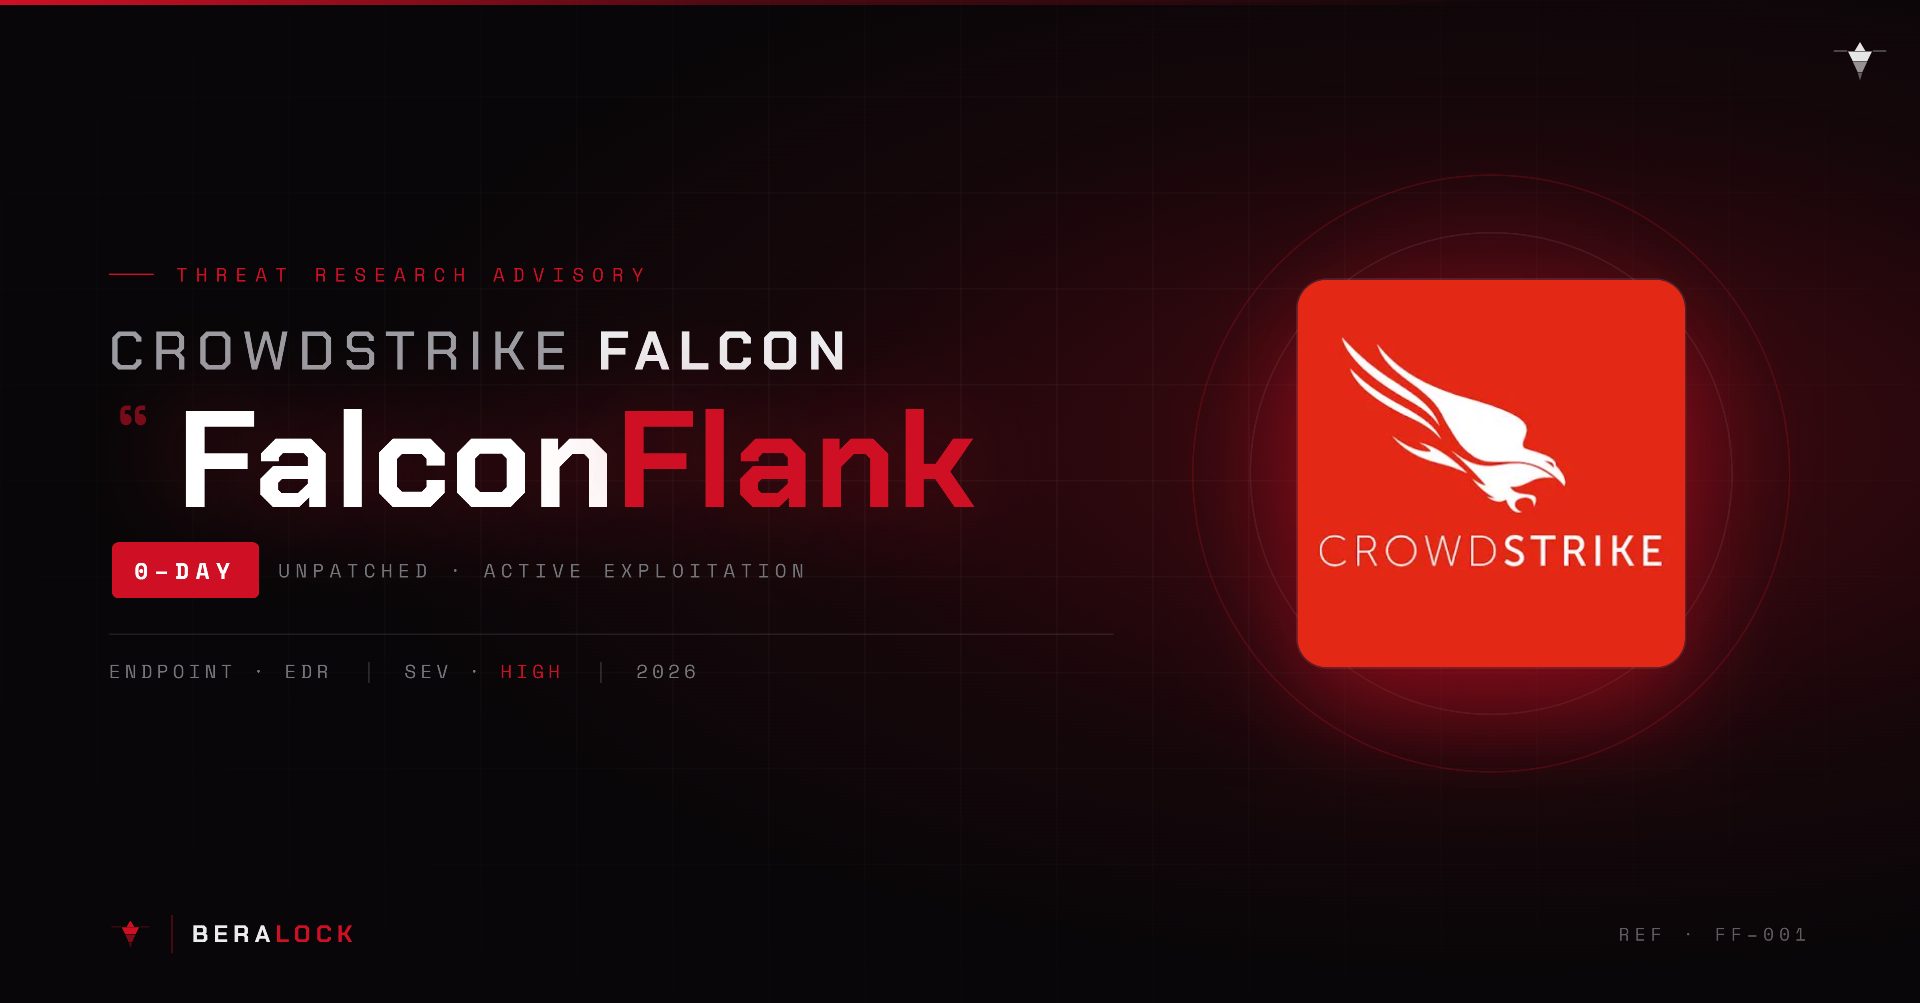 THREAT RESEARCH ADVISORY
CROWDSTRIKE FALCON
“ FalconFlank
0-DAY UNPATCHED · ACTIVE EXPLOITATION
ENDPOINT · EDR | SEV · HIGH | 2026
CROWDSTRIKE
BERALOCK
REF · FF-001